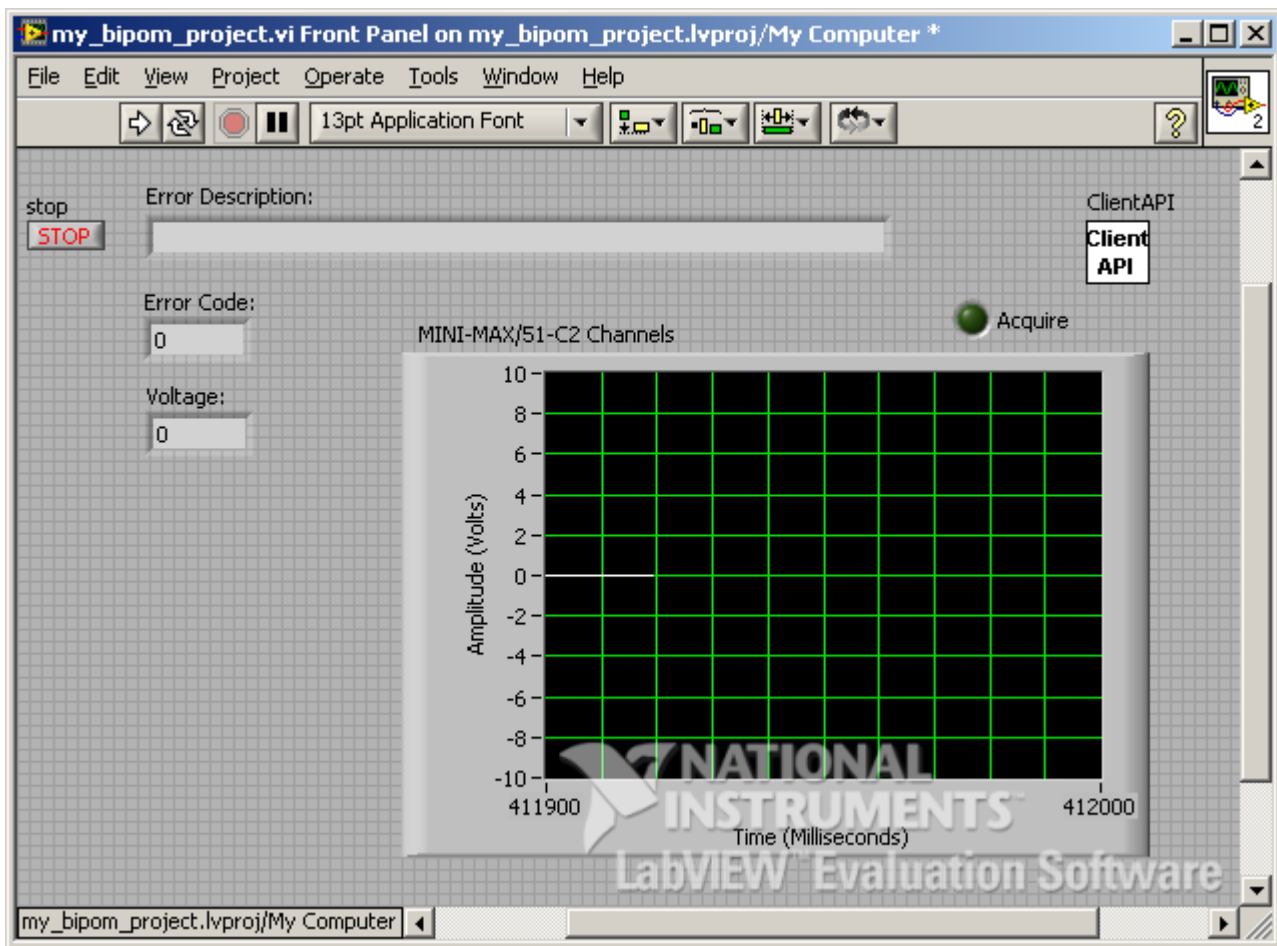 my_bipom_project.vi Front Panel on my_bipom_project.lvproj/My Computer *
File Edit View Project Operate Tools Window Help
13pt Application Font
2
stop
STOP
Error Description:
ClientAPI
Client
API
Error Code:
0
Acquire
MINI-MAX/51-C2 Channels
Voltage:
0
10
8
6
4
2
0
-2
-4
-6
-8
-10
Amplitude (Volts)
411900
412000
Time (Milliseconds)
NATIONAL
INSTRUMENTS™
LabVIEW™ Evaluation Software
my_bipom_project.lvproj/My Computer